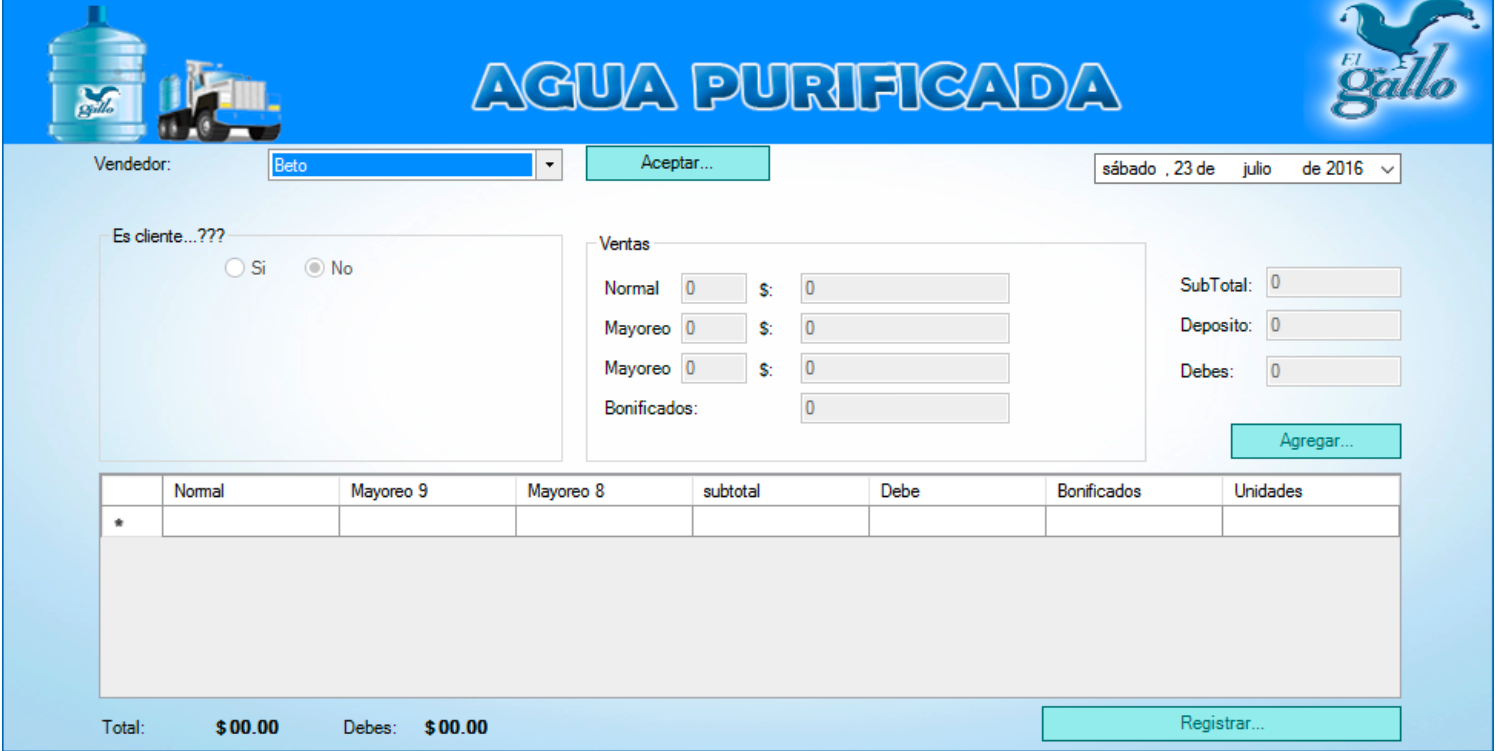 gallo
AGUA PURIFICADA
El
gallo
Vendedor: Beto Aceptar... sábado , 23 de julio de 2016
Es cliente...???
Si No
Ventas
Normal 0 $: 0
Mayoreo 0 $: 0
Mayoreo 0 $: 0
Bonificados: 0
SubTotal: 0
Deposito: 0
Debes: 0
Agregar...
Normal Mayoreo 9 Mayoreo 8 subtotal Debe Bonificados Unidades
*
Total: $ 00.00 Debes: $ 00.00 Registrar...